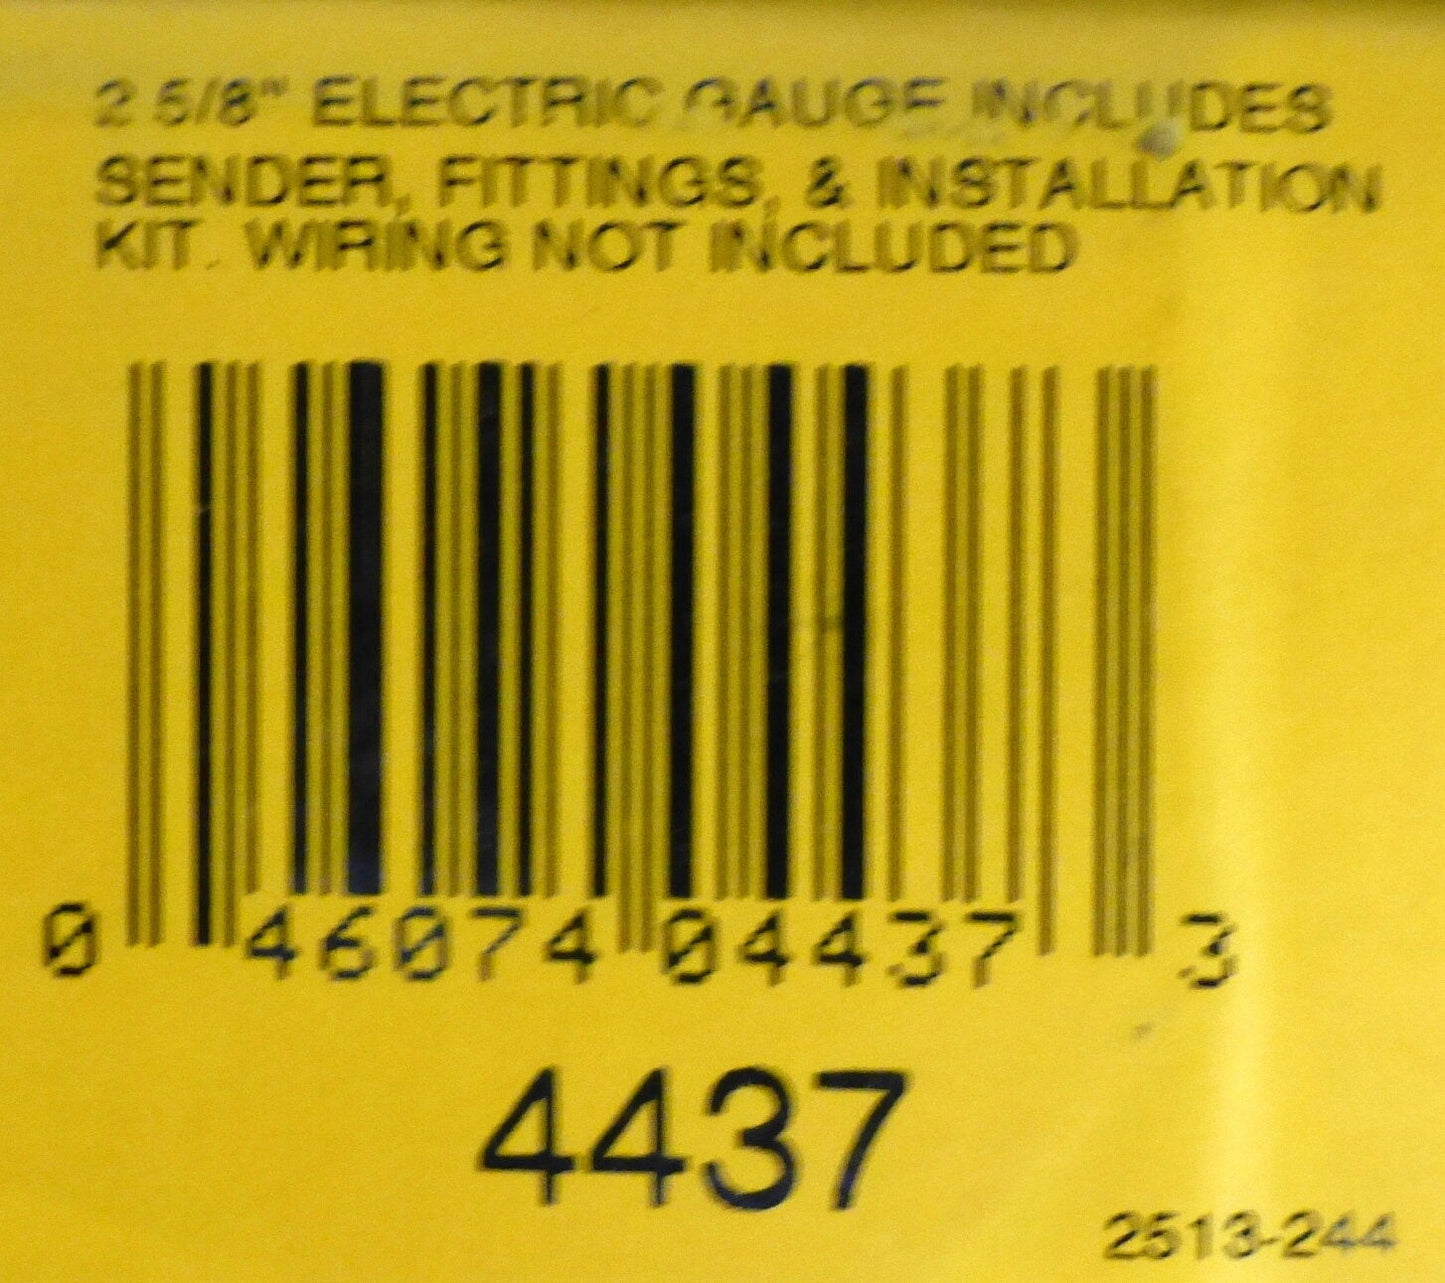 2 5/8" ELECTRIC GAUGE INCLUDES
SENDER, FITTINGS, & INSTALLATION
KIT. WIRING NOT INCLUDED
0 46074 04437 3
4437
2513-244